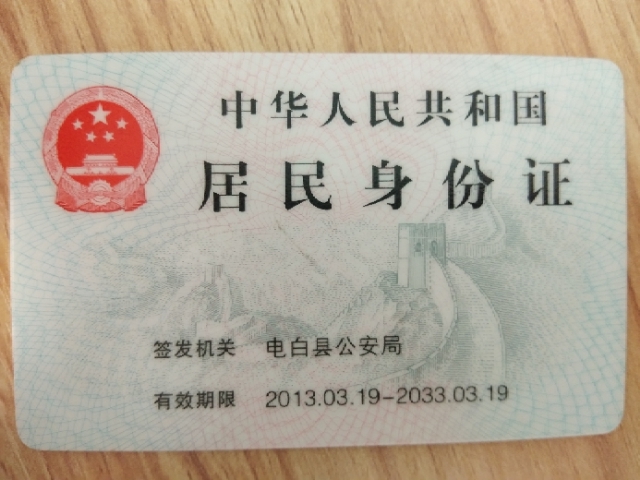 中华人民共和国
居民身份证
签发机关 电白县公安局
有效期限 2013.03.19-2033.03.19